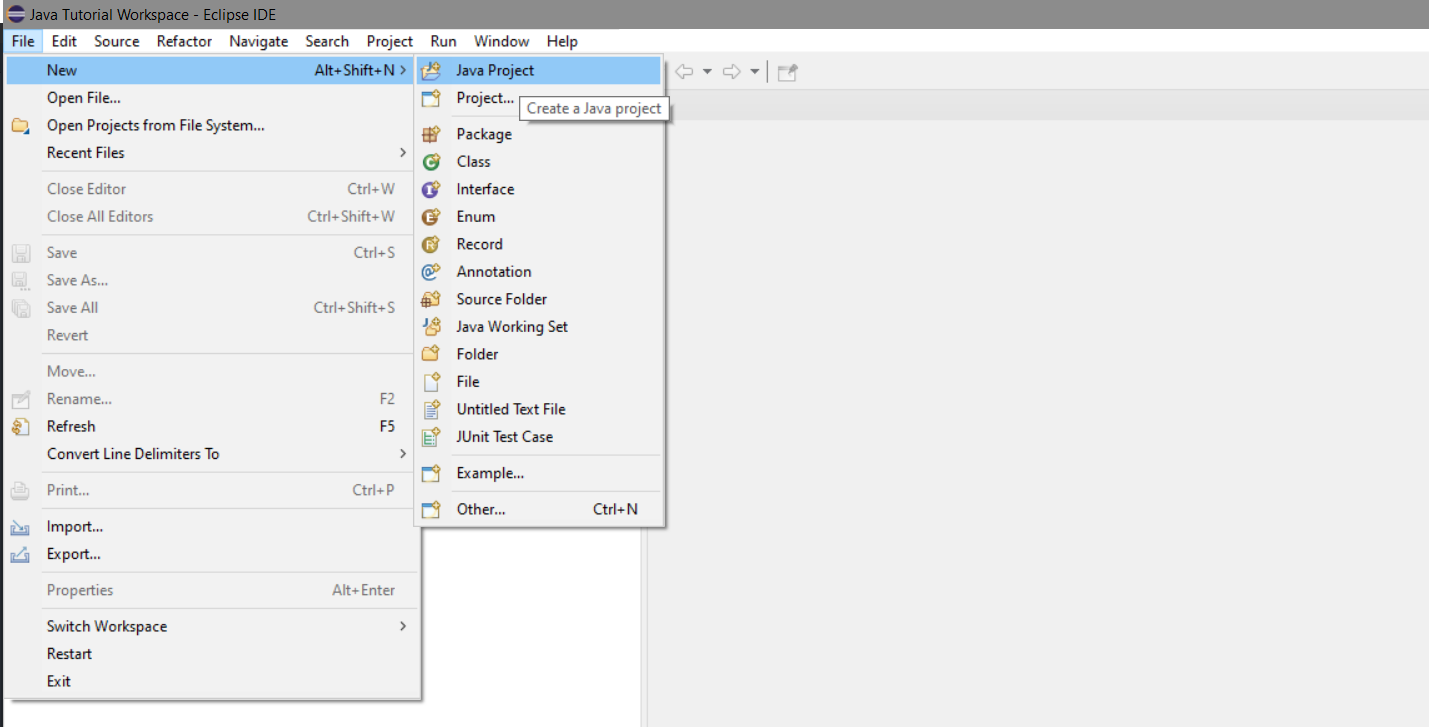 Java Tutorial Workspace - Eclipse IDE
File Edit Source Refactor Navigate Search Project Run Window Help
New Alt+Shift+N
Open File...
Open Projects from File System...
Recent Files
Close Editor Ctrl+W
Close All Editors Ctrl+Shift+W
Save Ctrl+S
Save As...
Save All Ctrl+Shift+S
Revert
Move...
Rename... F2
Refresh F5
Convert Line Delimiters To
Print... Ctrl+P
Import...
Export...
Properties Alt+Enter
Switch Workspace
Restart
Exit
Java Project
Project...
Create a Java project
Package
Class
Interface
Enum
Record
Annotation
Source Folder
Java Working Set
Folder
File
Untitled Text File
JUnit Test Case
Example...
Other... Ctrl+N